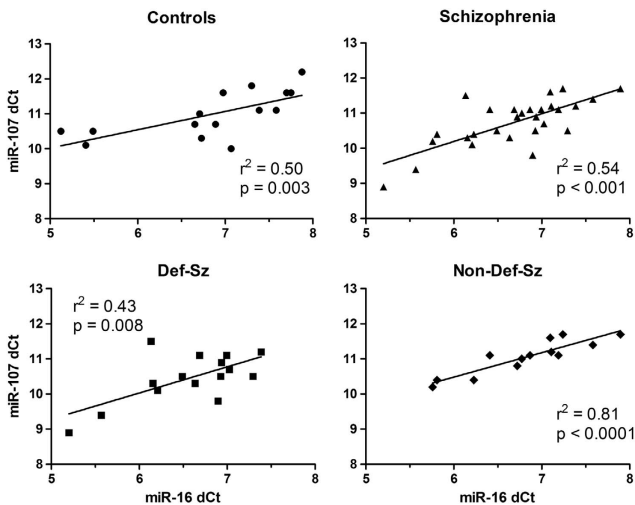 Controls
Schizophrenia
miR-107 dCt
13
12
11
10
9
8
r² = 0.50
p = 0.003
5
6
7
8
13
12
11
10
9
8
r² = 0.54
p < 0.001
5
6
7
8
Def-Sz
Non-Def-Sz
miR-107 dCt
13
12
11
10
9
8
r² = 0.43
p = 0.008
5
6
7
8
miR-16 dCt
13
12
11
10
9
8
r² = 0.81
p < 0.0001
5
6
7
8
miR-16 dCt